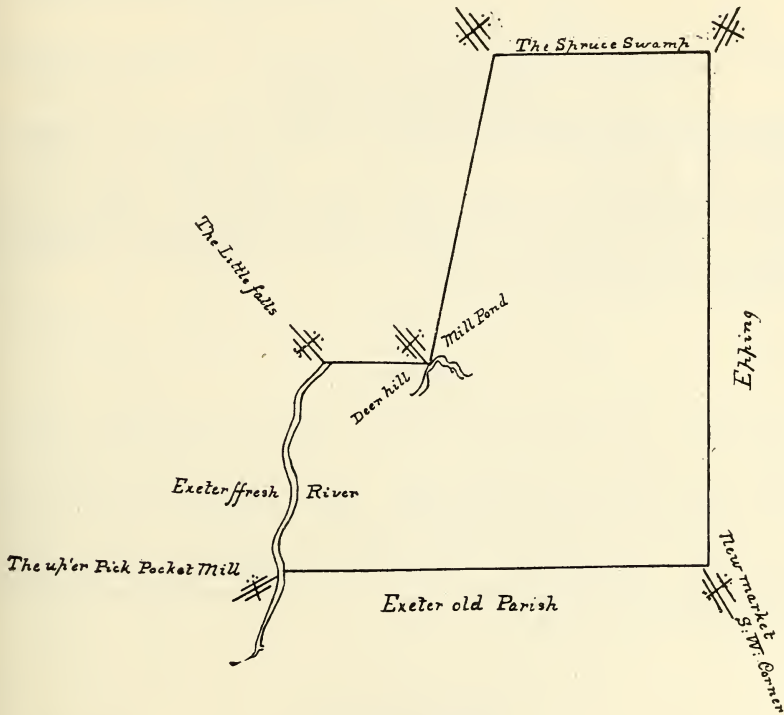 The Spruce Swamp
The Little falls
Mill Pond
Deer hill
Epping
Exeter ffresh River
The up'er Pick Pocket Mill
Exeter old Parish
New market
S: W: Corner